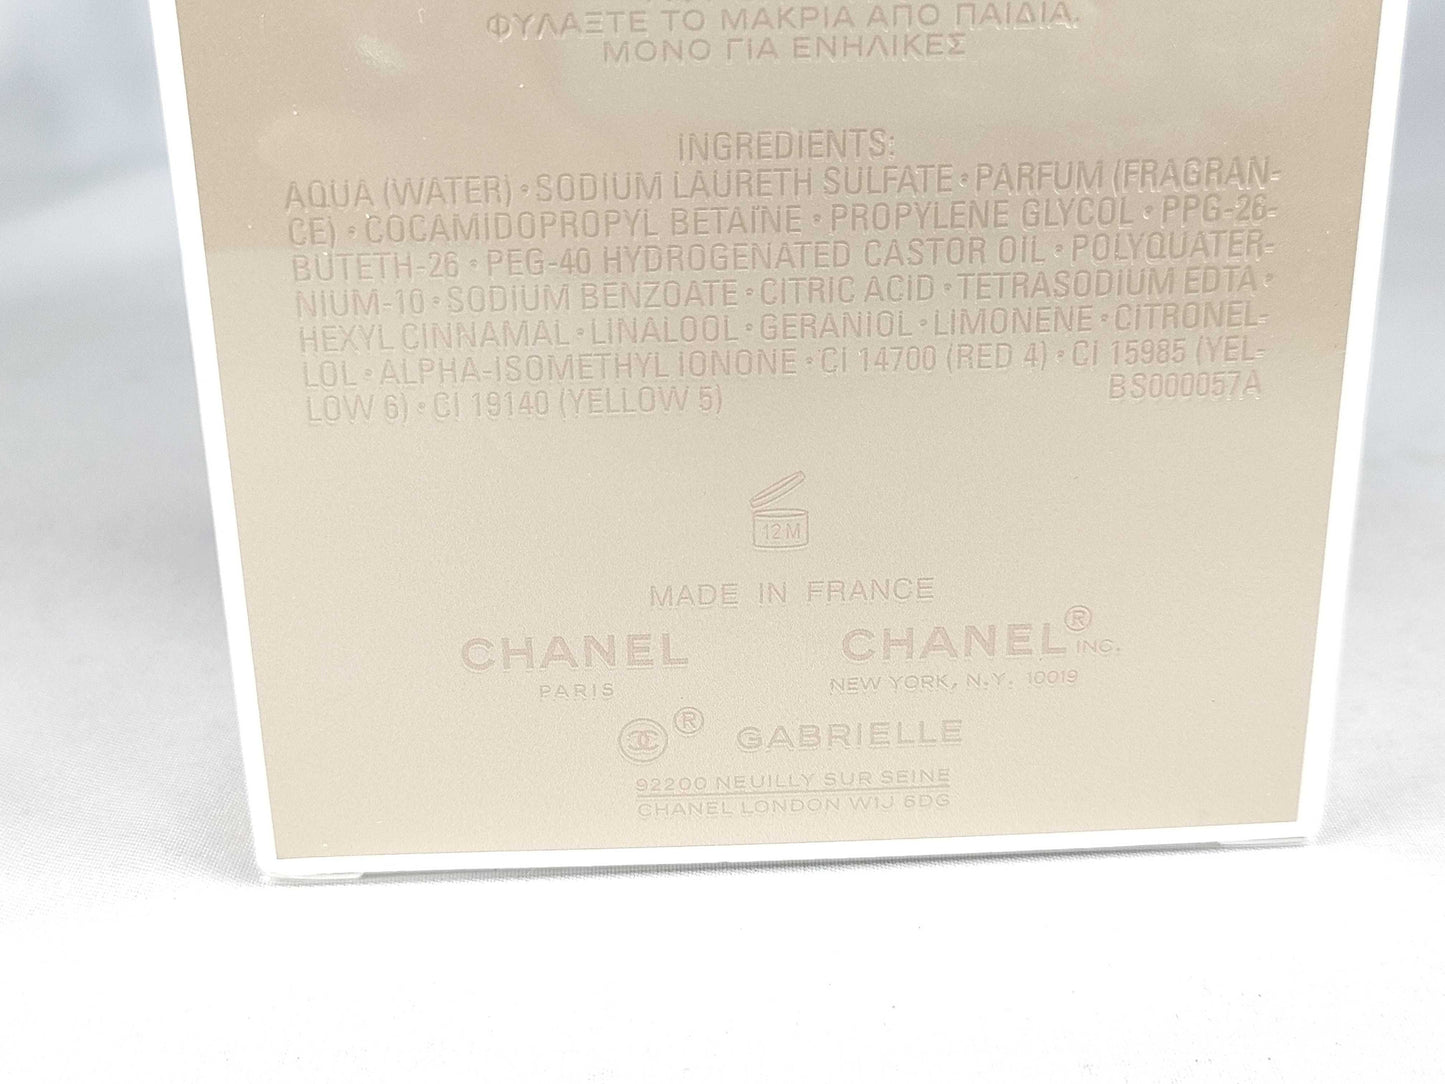 ΦΥΛΑΞΤΕ ΤΟ ΜΑΚΡΙΑ ΑΠΟ ΠΑΙΔΙΑ.
ΜΟΝΟ ΓΙΑ ΕΝΗΛΙΚΕΣ
INGREDIENTS:
AQUA (WATER) • SODIUM LAURETH SULFATE • PARFUM (FRAGRAN-
CE) • COCAMIDOPROPYL BETAÏNE • PROPYLENE GLYCOL • PPG-26-
BUTETH-26 • PEG-40 HYDROGENATED CASTOR OIL • POLYQUATER-
NIUM-10 • SODIUM BENZOATE • CITRIC ACID • TETRASODIUM EDTA •
HEXYL CINNAMAL • LINALOOL • GERANIOL • LIMONENE • CITRONEL-
LOL • ALPHA-ISOMETHYL IONONE • CI 14700 (RED 4) • CI 15985 (YEL-
LOW 6) • CI 19140 (YELLOW 5) BS000057A
12 M
MADE IN FRANCE
CHANEL CHANEL® INC.
PARIS NEW YORK, N.Y. 10019
® GABRIELLE
92200 NEUILLY SUR SEINE
CHANEL LONDON W1J 6DG